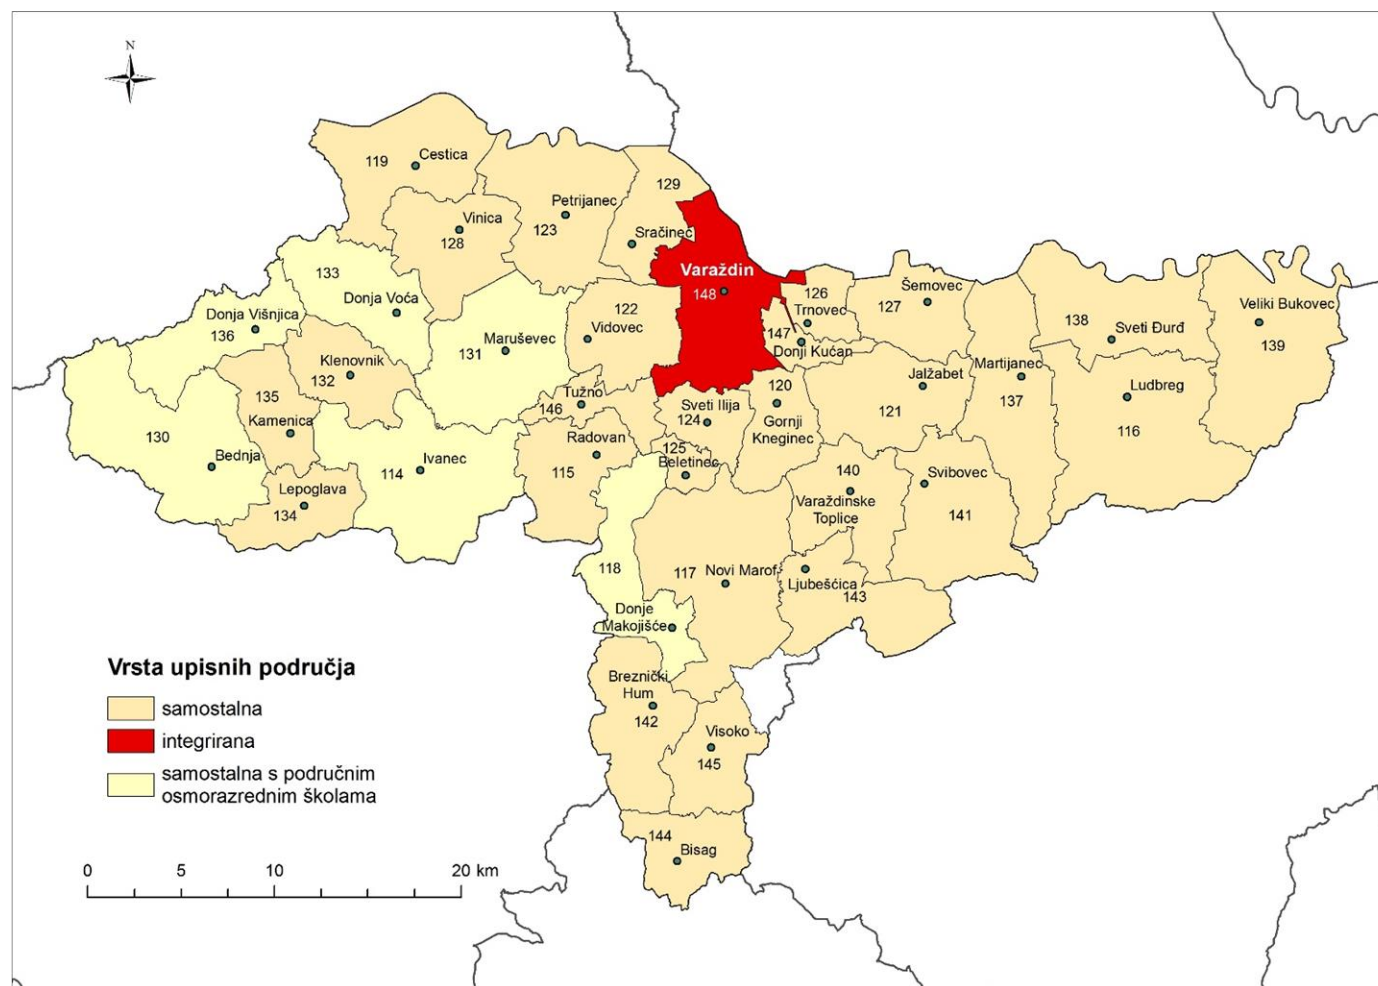 N
119
Cestica
129
Petrijanec
123
Vinica
128
Sračinec
133
Donja Voća
Donja Višnjica
136
Varaždin
148
126
Trnovec
147
Donji Kućan
127
Šemovec
138
Sveti Đurđ
Veliki Bukovec
139
122
Vidovec
Maruševec
131
Klenovnik
132
135
Kamenica
Tužno
146
Sveti Ilija
124
120
Gornji
Kneginec
Jalžabet
121
Martijanec
137
Ludbreg
116
130
Bednja
114
Ivanec
Radovan
115
125
Beletinec
140
Varaždinske
Toplice
Svibovec
141
Lepoglava
134
118
117
Novi Marof
Ljubešćica
143
Donje
Makojišće
Breznički
Hum
142
Visoko
145
144
Bisag
Vrsta upisnih područja
samostalna
integrirana
samostalna s područnim
osmorazrednim školama
0 5 10 20 km